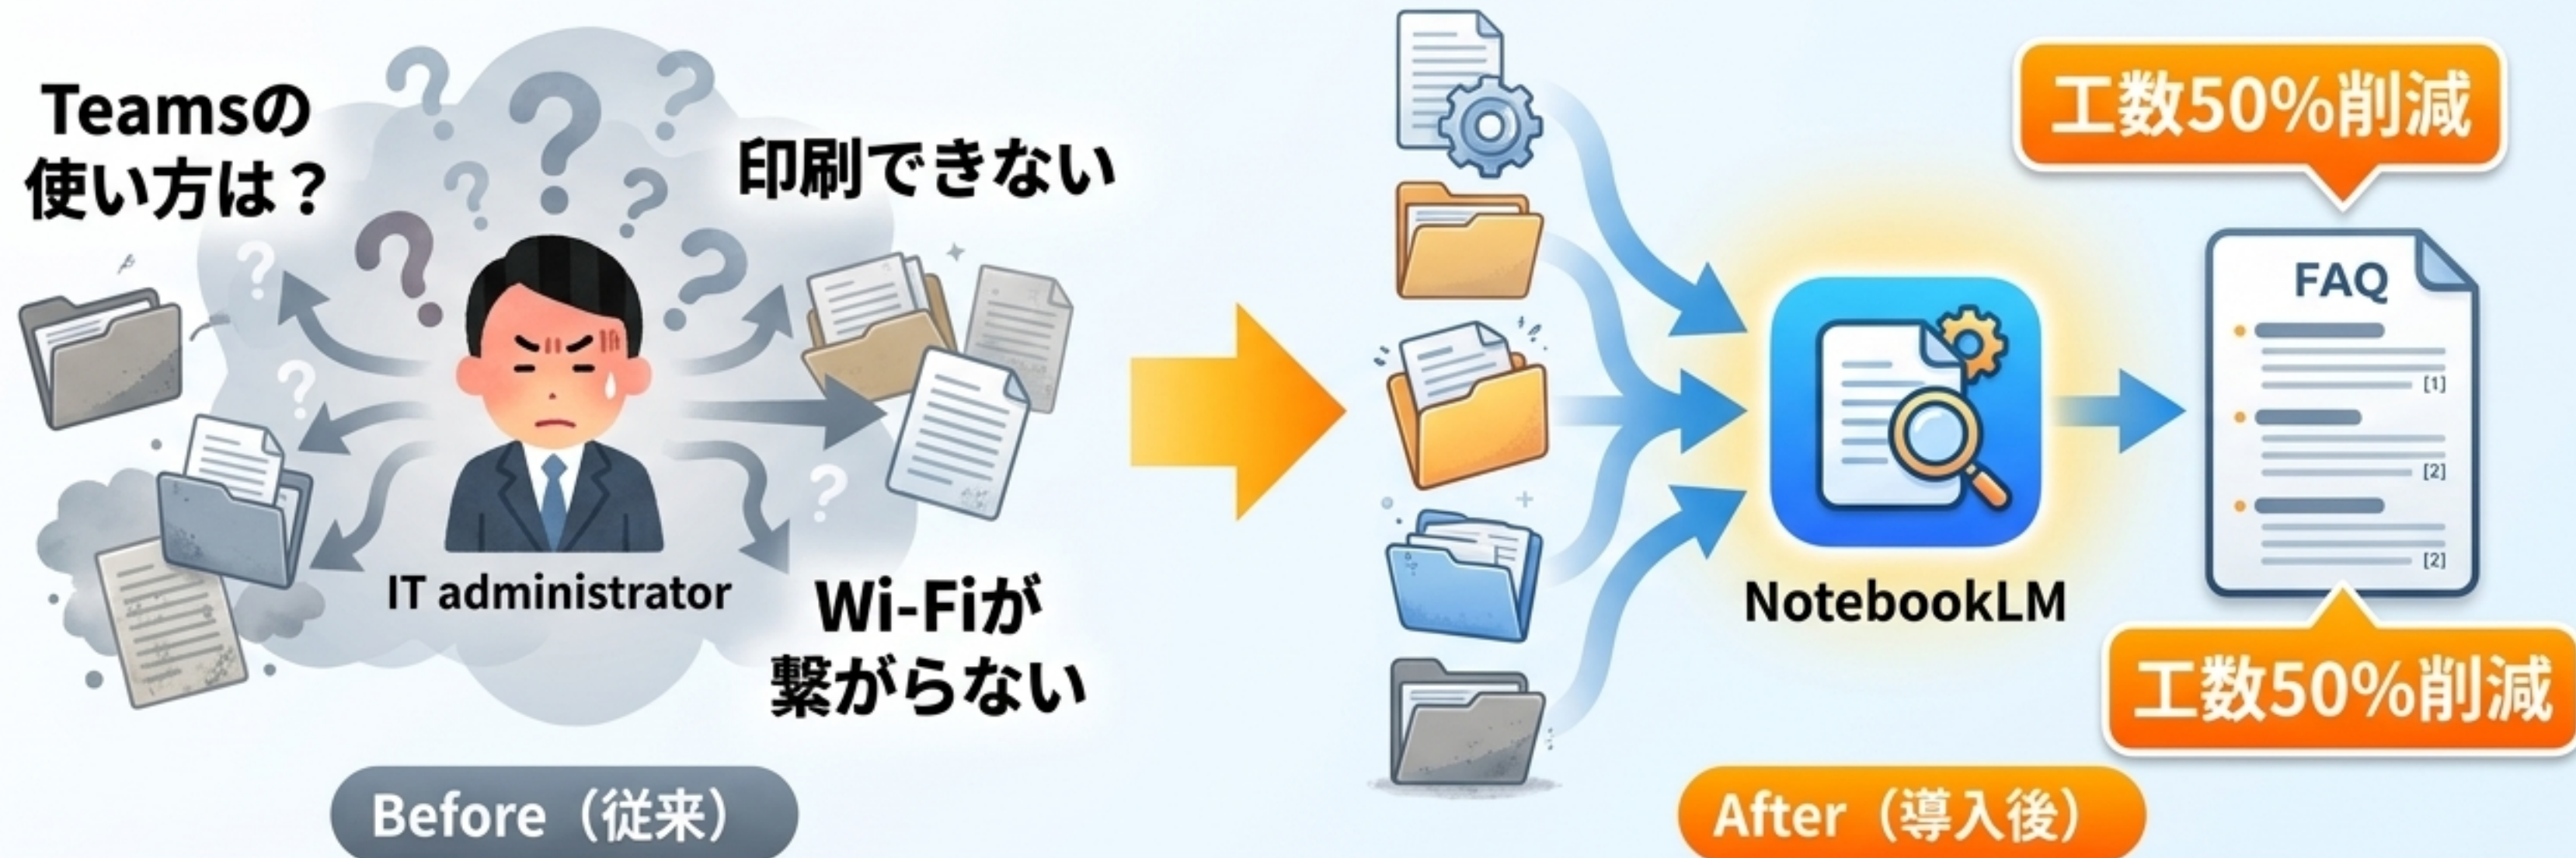 Teamsの
使い方は？
印刷できない
IT administrator
Wi-Fiが
繋がらない
Before（従来）
NotebookLM
工数50%削減
FAQ
[1]
[2]
[2]
工数50%削減
After（導入後）